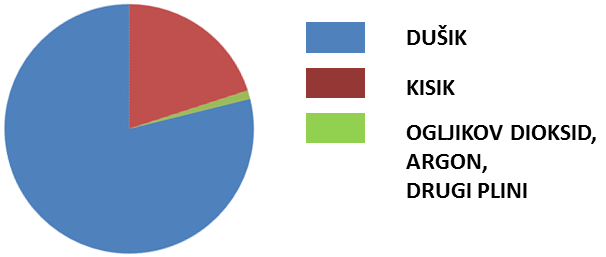 DUŠIK
KISIK
OGLJIKOV DIOKSID,
ARGON,
DRUGI PLINI